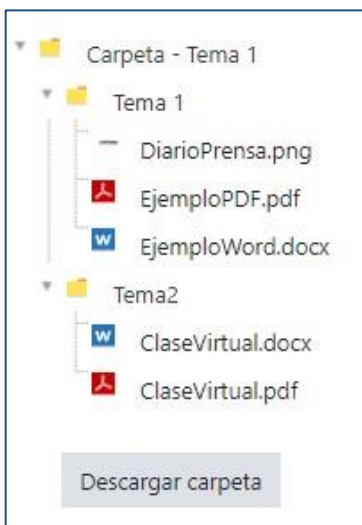 Carpeta - Tema 1
Tema 1
DiarioPrensa.png
EjemploPDF.pdf
EjemploWord.docx
Tema2
ClaseVirtual.docx
ClaseVirtual.pdf
Descargar carpeta